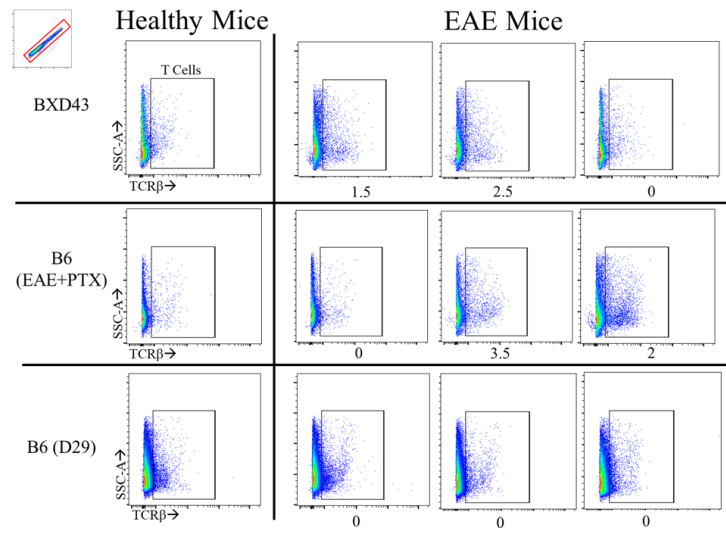 Healthy Mice
EAE Mice
BXD43
T Cells
SSC-A→
TCRβ→
1.5
2.5
0
B6
(EAE+PTX)
SSC-A→
TCRβ→
0
3.5
2
B6 (D29)
SSC-A→
TCRβ→
0
0
0